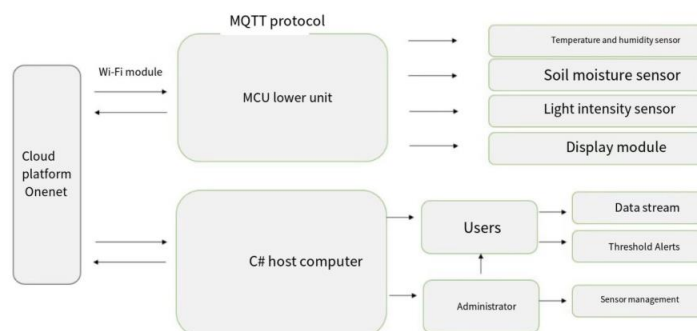 MQTT protocol
Temperature and humidity sensor
Wi-Fi module
Soil moisture sensor
MCU lower unit
Light intensity sensor
Display module
Cloud
platform
Onenet
Data stream
Users
Threshold Alerts
C# host computer
Administrator
Sensor management